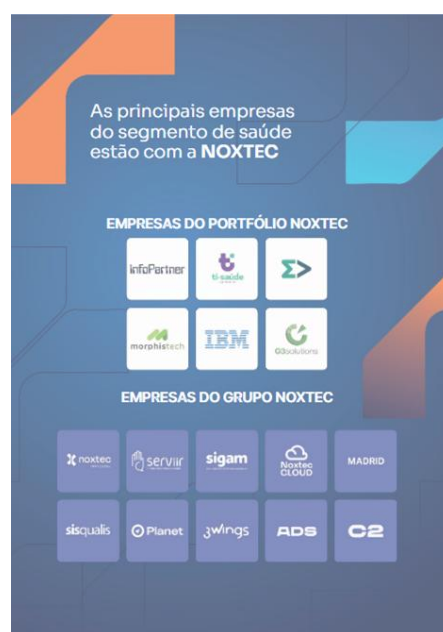 As principais empresas
do segmento de saúde
estão com a NOXTEC
EMPRESAS DO PORTFÓLIO NOXTEC
infoPartner
ti-saúde
morphistech
IBM
G3solutions
EMPRESAS DO GRUPO NOXTEC
noxtec
serviir
sigam
Noxtec
CLOUD
MADRID
sisqualis
Planet
3wings
ADS
C2